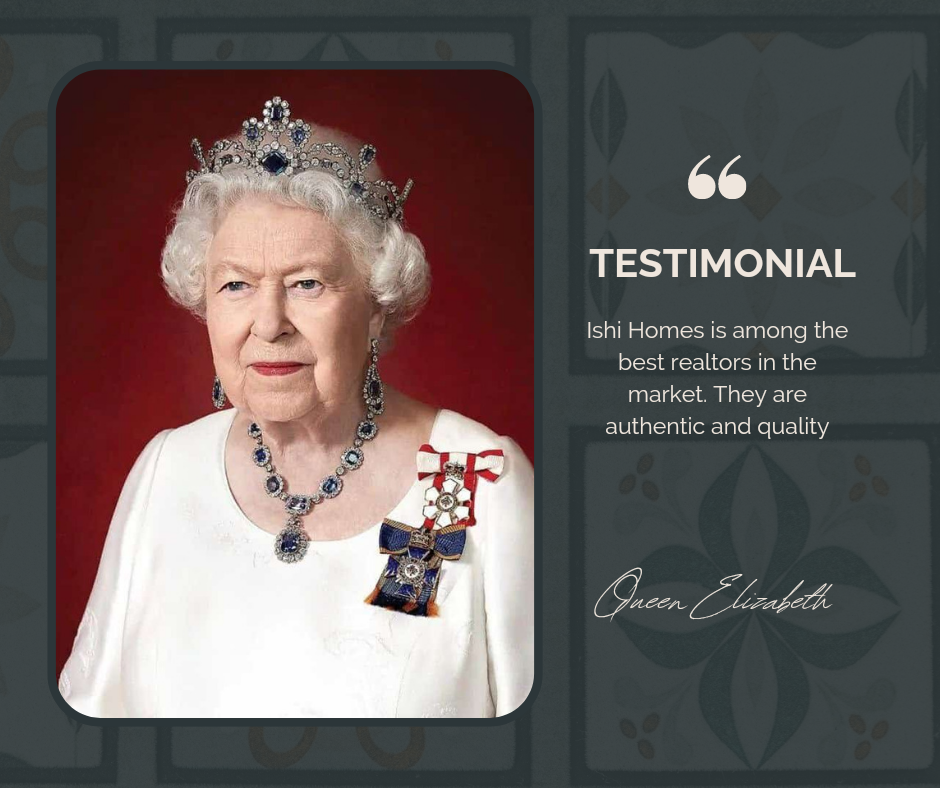 “
TESTIMONIAL
Ishi Homes is among the
best realtors in the
market. They are
authentic and quality
Queen Elizabeth